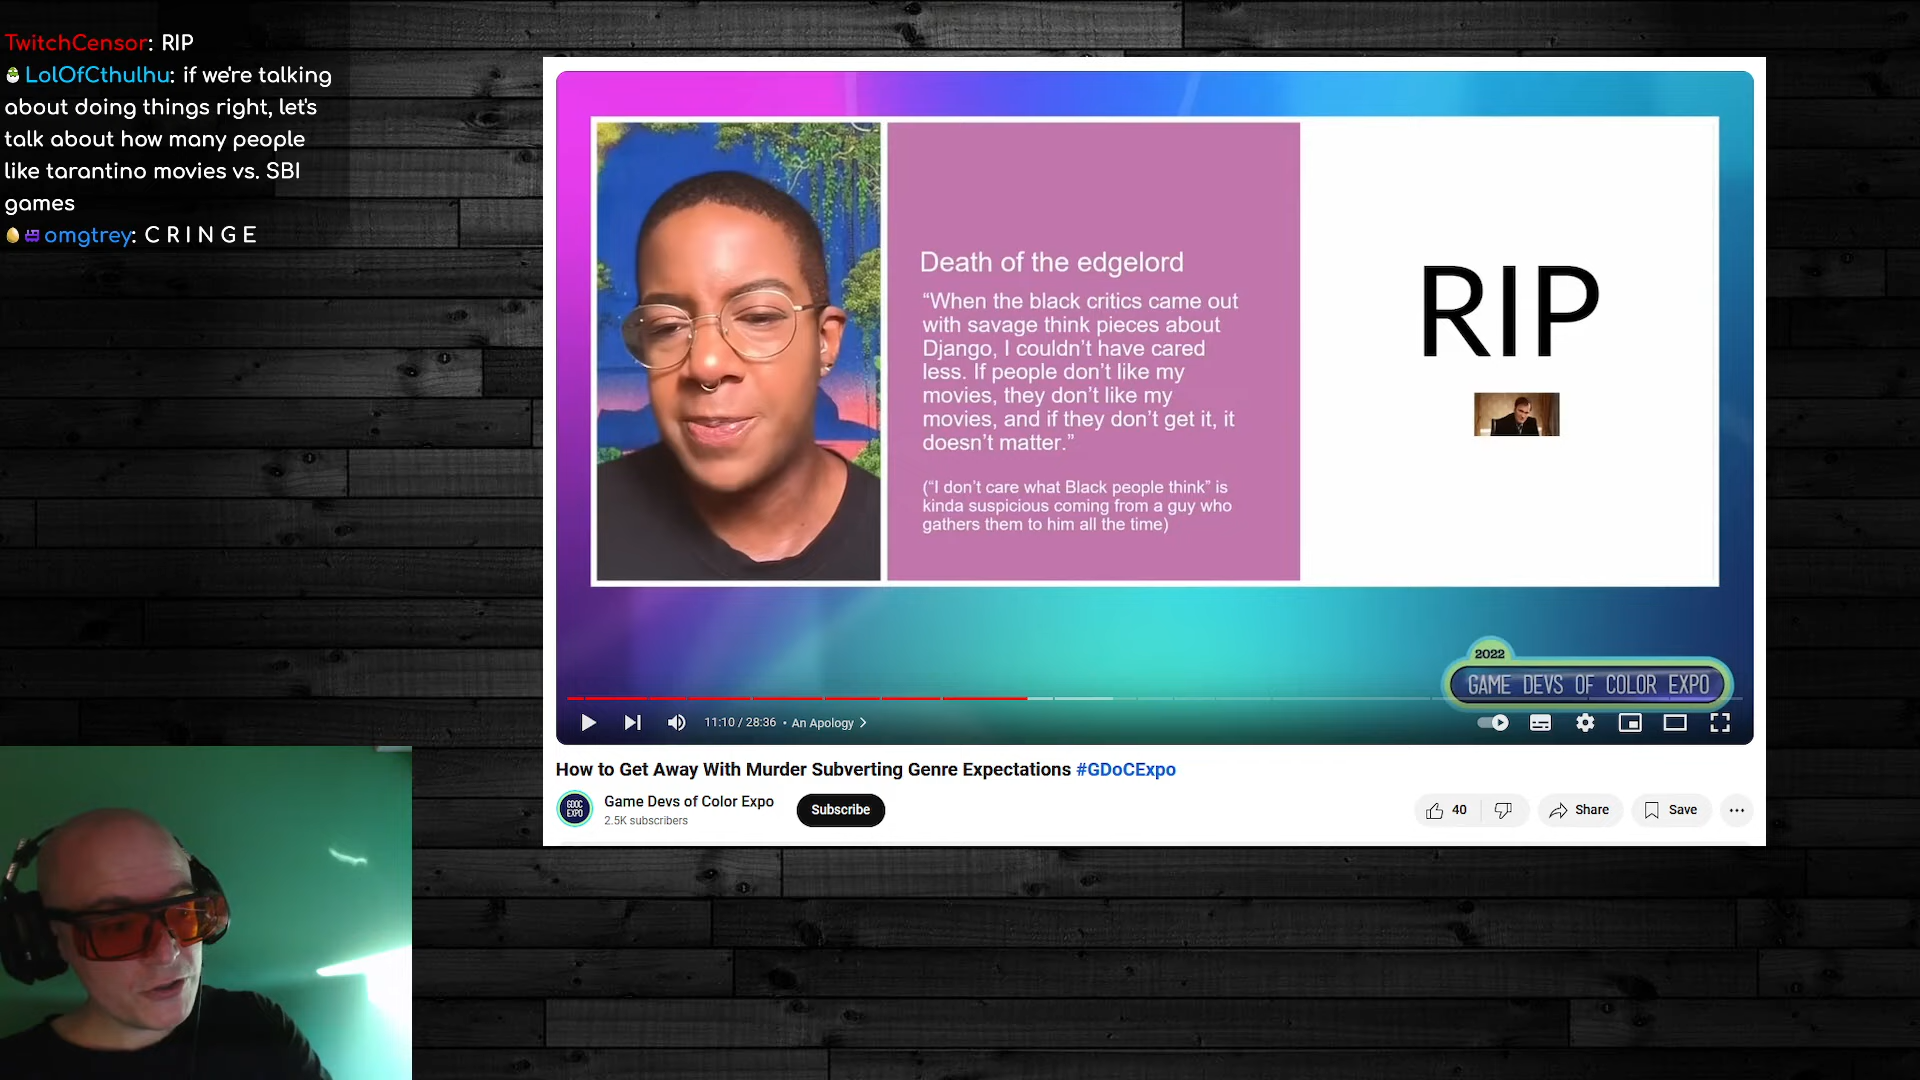 TwitchCensor: RIP
LolOfCthulhu: if we're talking
about doing things right, let's
talk about how many people
like tarantino movies vs. SBI
games
omgtrey: C R I N G E
Death of the edgelord
“When the black critics came out
with savage think pieces about
Django, I couldn’t have cared
less. If people don’t like my
movies, they don’t like my
movies, and if they don’t get it, it
doesn’t matter.”
(“I don’t care what Black people think” is
kinda suspicious coming from a guy who
gathers them to him all the time)
RIP
2022
GAME DEVS OF COLOR EXPO
11:10 / 28:36 • An Apology
How to Get Away With Murder Subverting Genre Expectations #GDoCExpo
GDOC
EXPO
Game Devs of Color Expo
2.5K subscribers
Subscribe
40
Share
Save